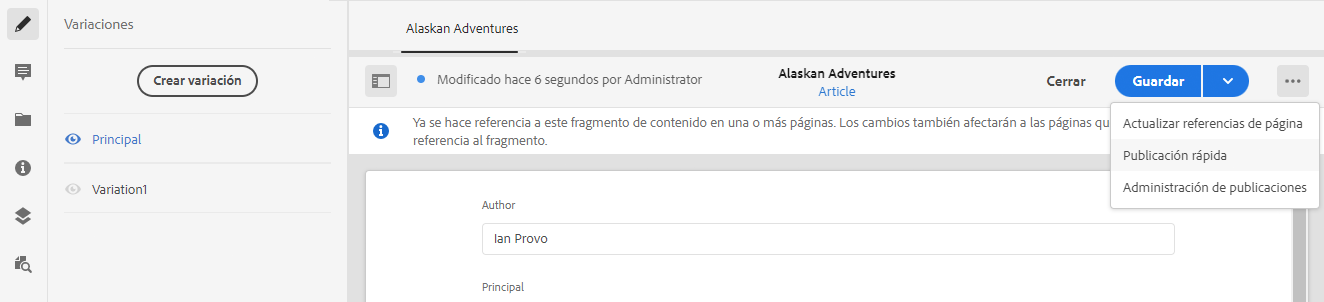 Variaciones
Crear variación
Principal
Variation1
Alaskan Adventures
Modificado hace 6 segundos por Administrator
Alaskan Adventures
Article
Cerrar
Guardar
Ya se hace referencia a este fragmento de contenido en una o más páginas. Los cambios también afectarán a las páginas
referencia al fragmento.
Actualizar referencias de página
Publicación rápida
Administración de publicaciones
Author
Ian Provo
Principal